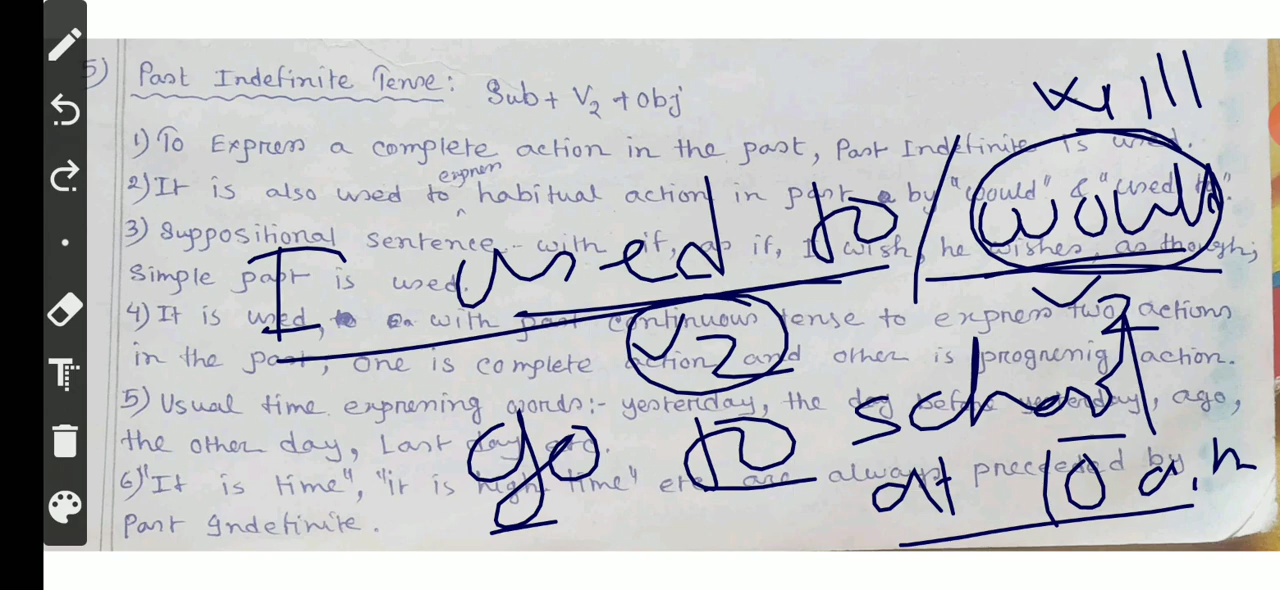 5) Past Indefinite Tense: Sub + V2 + Obj
1) To Express a complete action in the past, Past Indefinite is used.
2) It is also used to express habitual action in past by "would" & "used to".
3) Suppositional sentence - with if, as if, I wish, he wishes, as though,
Simple past is used.
4) It is used, with past continuous tense to express two actions
in the past, one is complete action and other is progrenig action.
5) Usual time exprening words:- yesterday, the day before yesterday, ago,
the other day, Last day etc.
6) "It is time", "it is high time" etc are always preceded by
Past Indefinite.
will
I used to / would
V2
go to school
at 10 a.m